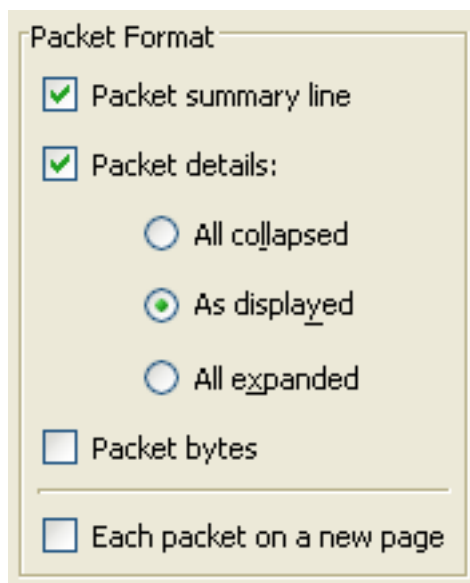 Packet Format
Packet summary line
Packet details:
All collapsed
As displayed
All expanded
Packet bytes
Each packet on a new page